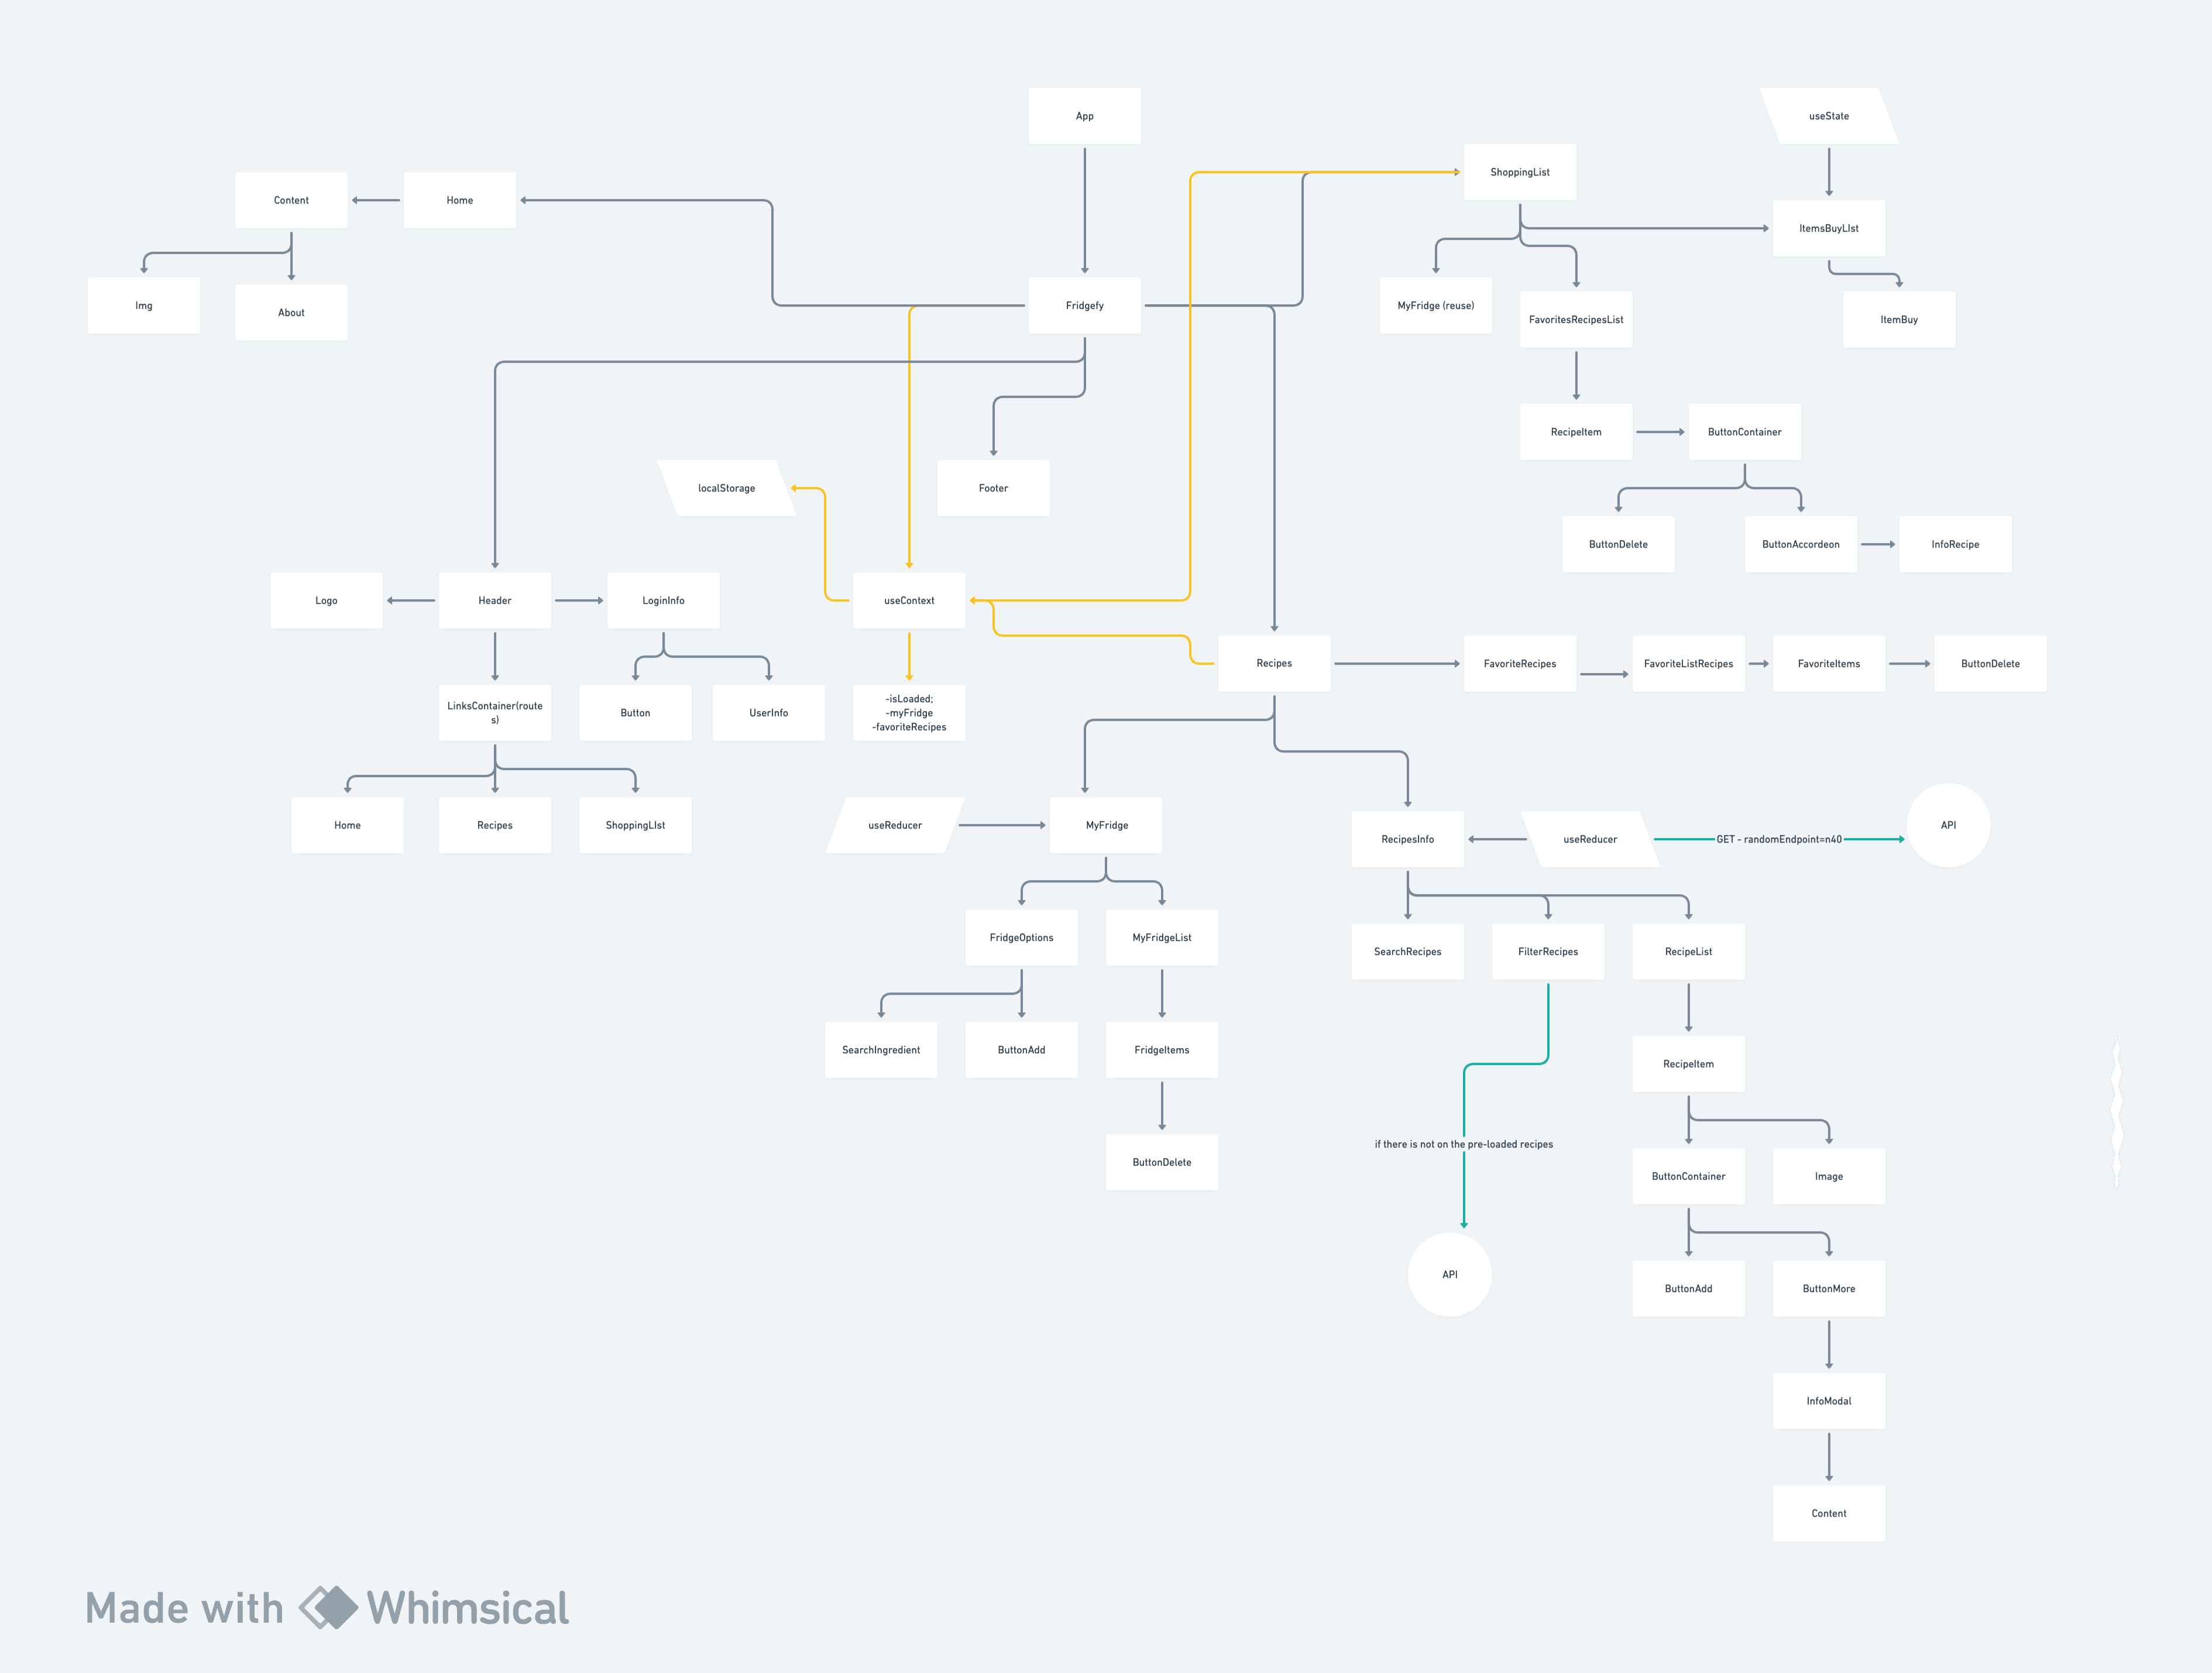 App
useState
ShoppingList
Content
Home
ItemsBuyLIst
Img
About
Fridgefy
MyFridge (reuse)
FavoritesRecipesList
ItemBuy
RecipeItem
ButtonContainer
localStorage
Footer
ButtonDelete
ButtonAccordeon
InfoRecipe
Logo
Header
LoginInfo
useContext
Recipes
FavoriteRecipes
FavoriteListRecipes
FavoriteItems
ButtonDelete
LinksContainer(route
s)
Button
UserInfo
-isLoaded;
-myFridge
-favoriteRecipes
Home
Recipes
ShoppingLIst
useReducer
MyFridge
RecipesInfo
useReducer
GET - randomEndpoint=n40
API
FridgeOptions
MyFridgeList
SearchRecipes
FilterRecipes
RecipeList
SearchIngredient
ButtonAdd
FridgeItems
RecipeItem
if there is not on the pre-loaded recipes
ButtonDelete
ButtonContainer
Image
API
ButtonAdd
ButtonMore
InfoModal
Content
Made with Whimsical